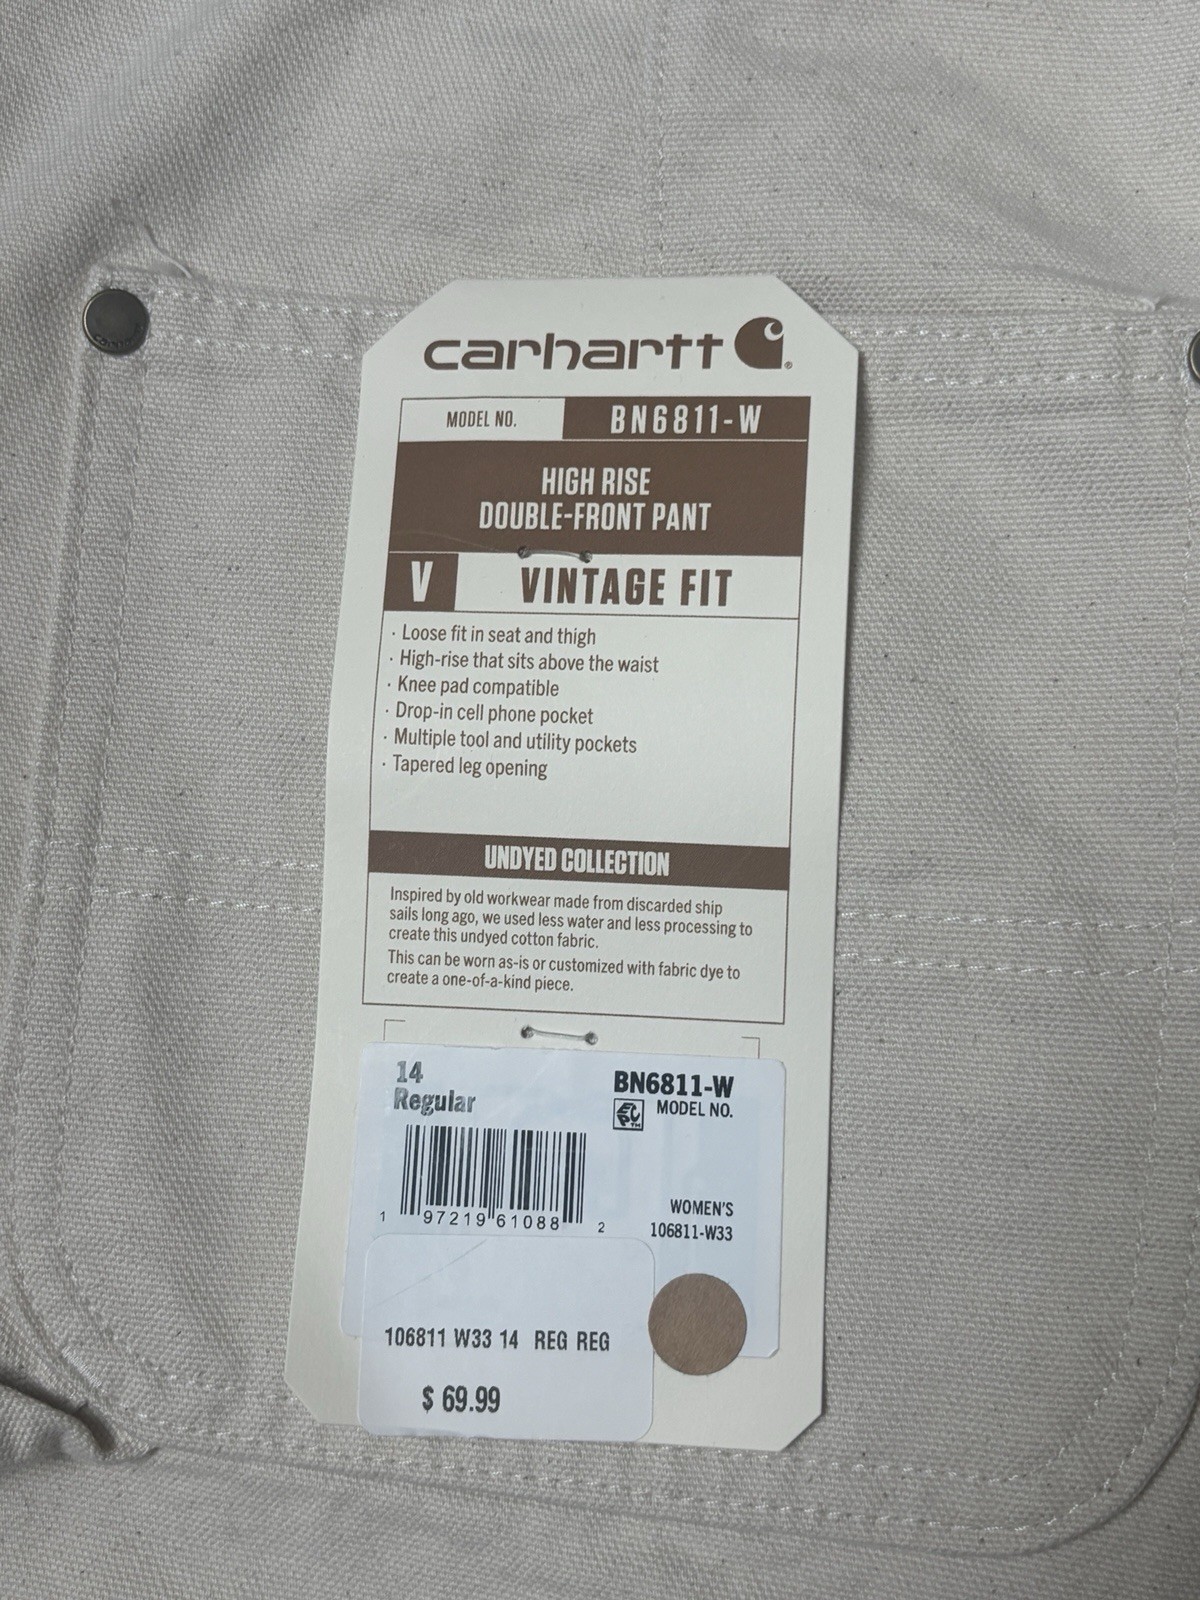 carhartt
MODEL NO. BN6811-W
HIGH RISE
DOUBLE-FRONT PANT
V VINTAGE FIT
· Loose fit in seat and thigh
· High-rise that sits above the waist
· Knee pad compatible
· Drop-in cell phone pocket
· Multiple tool and utility pockets
· Tapered leg opening
UNDYED COLLECTION
Inspired by old workwear made from discarded ship
sails long ago, we used less water and less processing to
create this undyed cotton fabric.
This can be worn as-is or customized with fabric dye to
create a one-of-a-kind piece.
14
Regular
BN6811-W
MODEL NO.
1 97219 61088 2
WOMEN'S
106811-W33
106811 W33 14 REG REG
$ 69.99